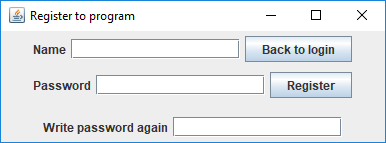 Register to program
Name Back to login
Password Register
Write password again